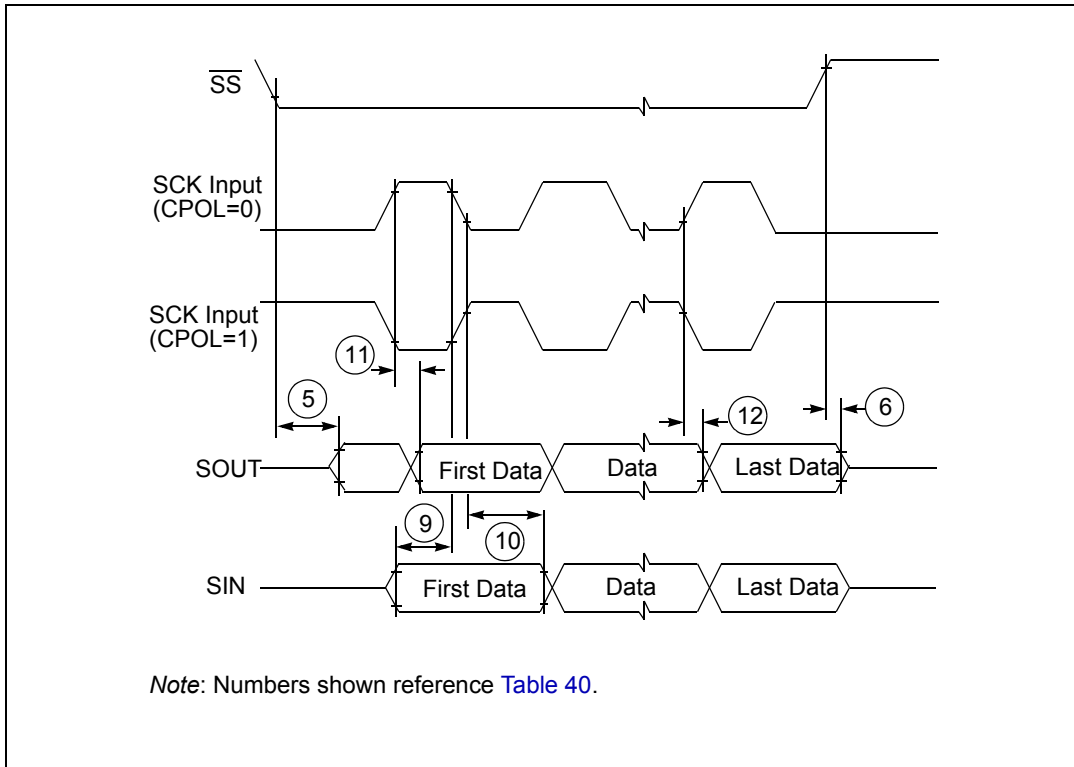 SS
SCK Input
(CPOL=0)
SCK Input
(CPOL=1)
11
5
12
6
SOUT
First Data
Data
Last Data
9
10
SIN
First Data
Data
Last Data
Note: Numbers shown reference Table 40.